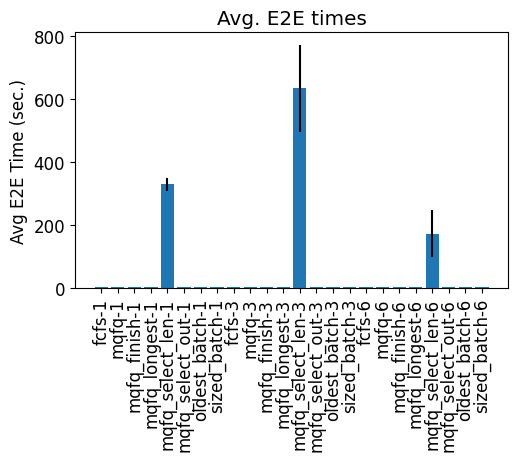 Avg. E2E times
Avg E2E Time (sec.)
800
600
400
200
0
fcfs-1
mqfq-1
mqfq_finish-1
mqfq_longest-1
mqfq_select_len-1
mqfq_select_out-1
oldest_batch-1
sized_batch-1
fcfs-3
mqfq-3
mqfq_finish-3
mqfq_longest-3
mqfq_select_len-3
mqfq_select_out-3
oldest_batch-3
sized_batch-3
fcfs-6
mqfq-6
mqfq_finish-6
mqfq_longest-6
mqfq_select_len-6
mqfq_select_out-6
oldest_batch-6
sized_batch-6